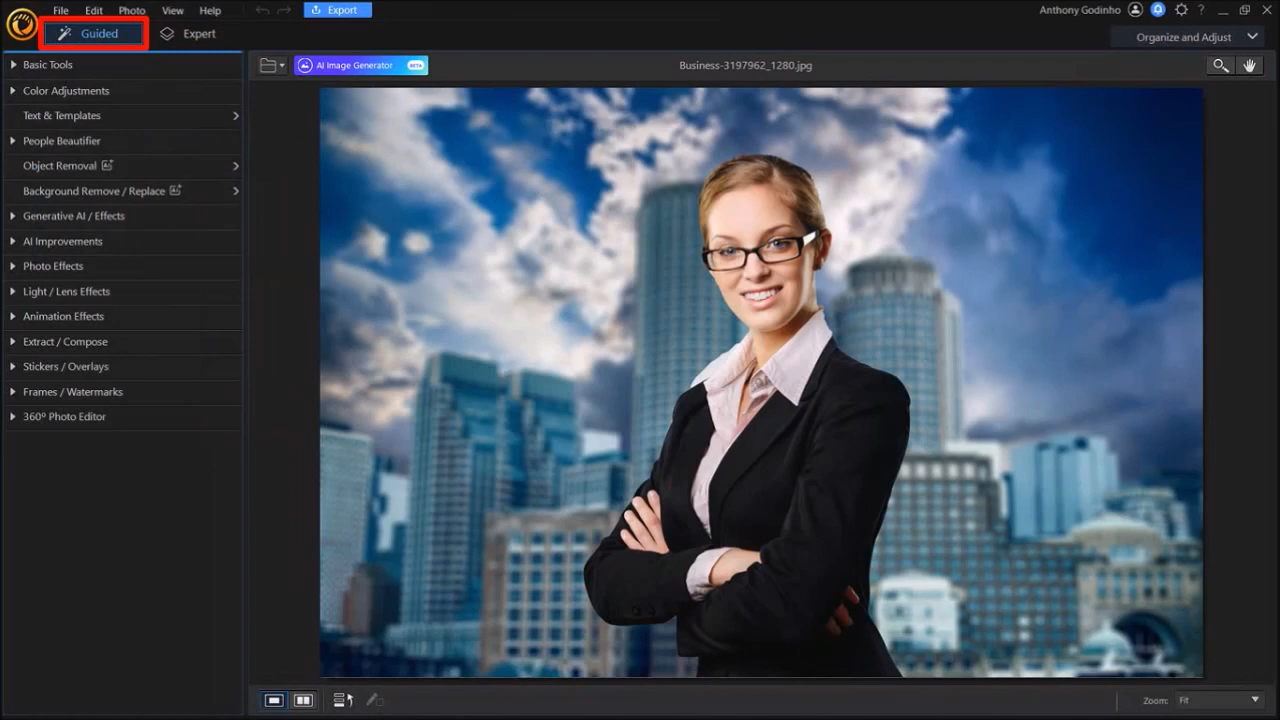 File Edit Photo View Help Export Anthony Godinho ?
Guided Expert Organize and Adjust
AI Image Generator BETA Business-3197962_1280.jpg
Basic Tools
Color Adjustments
Text & Templates
People Beautifier
Object Removal
Background Remove / Replace
Generative AI / Effects
AI Improvements
Photo Effects
Light / Lens Effects
Animation Effects
Extract / Compose
Stickers / Overlays
Frames / Watermarks
360º Photo Editor
Zoom: Fit